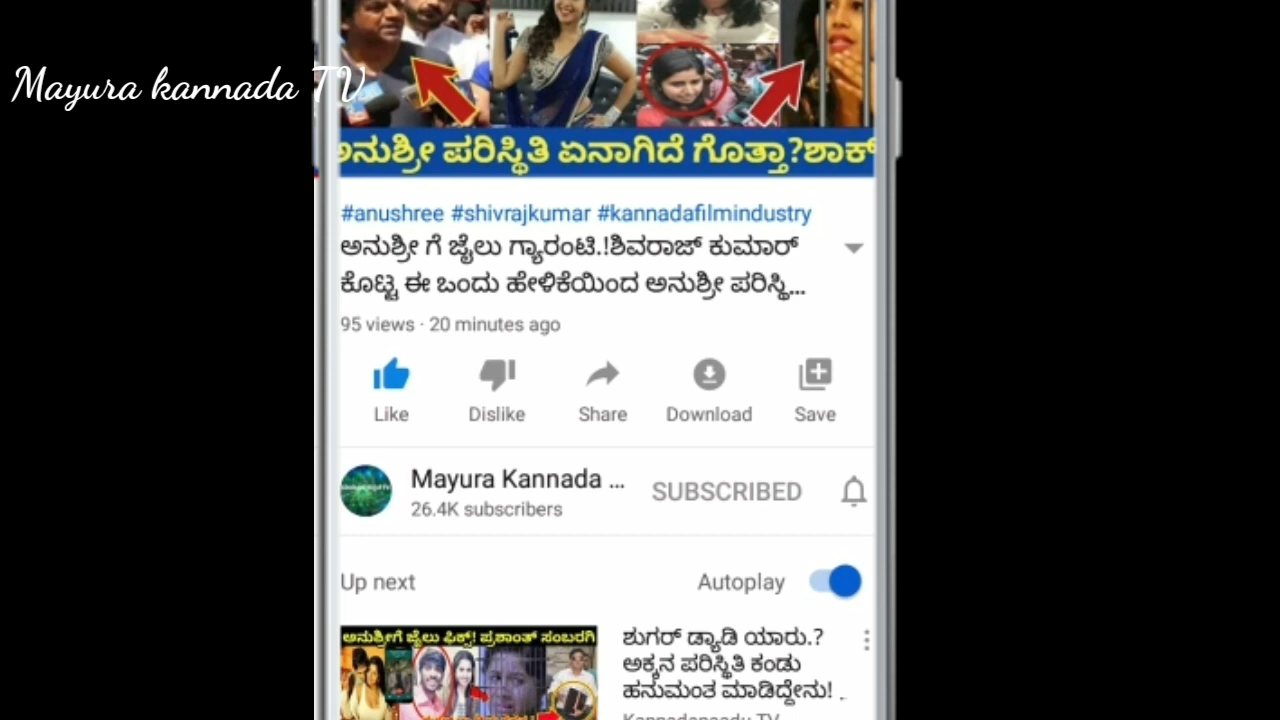 Mayura kannada TV
ಅನುಶ್ರೀ ಪರಿಸ್ಥಿತಿ ಏನಾಗಿದೆ ಗೊತ್ತಾ?ಶಾಕ್
#anushree #shivrajkumar #kannadafilmindustry
ಅನುಶ್ರೀ ಗೆ ಜೈಲು ಗ್ಯಾರಂಟಿ.!ಶಿವರಾಜ್ ಕುಮಾರ್
ಕೊಟ್ಟ ಈ ಒಂದು ಹೇಳಿಕೆಯಿಂದ ಅನುಶ್ರೀ ಪರಿಸ್ಥಿ...
95 views · 20 minutes ago
Like Dislike Share Download Save
Mayura Kannada ...
SUBSCRIBED
26.4K subscribers
Up next Autoplay
ಅನುಶ್ರೀಗೆ ಜೈಲು ಫಿಕ್ಸ್! ಪ್ರಶಾಂತ್ ಸಂಬರಗಿ
ಶುಗರ್ ಡ್ಯಾಡಿ ಯಾರು.?
ಅಕ್ಕನ ಪರಿಸ್ಥಿತಿ ಕಂಡು
ಹನುಮಂತ ಮಾಡಿದ್ದೇನು! ..
Kannadanaadu TV